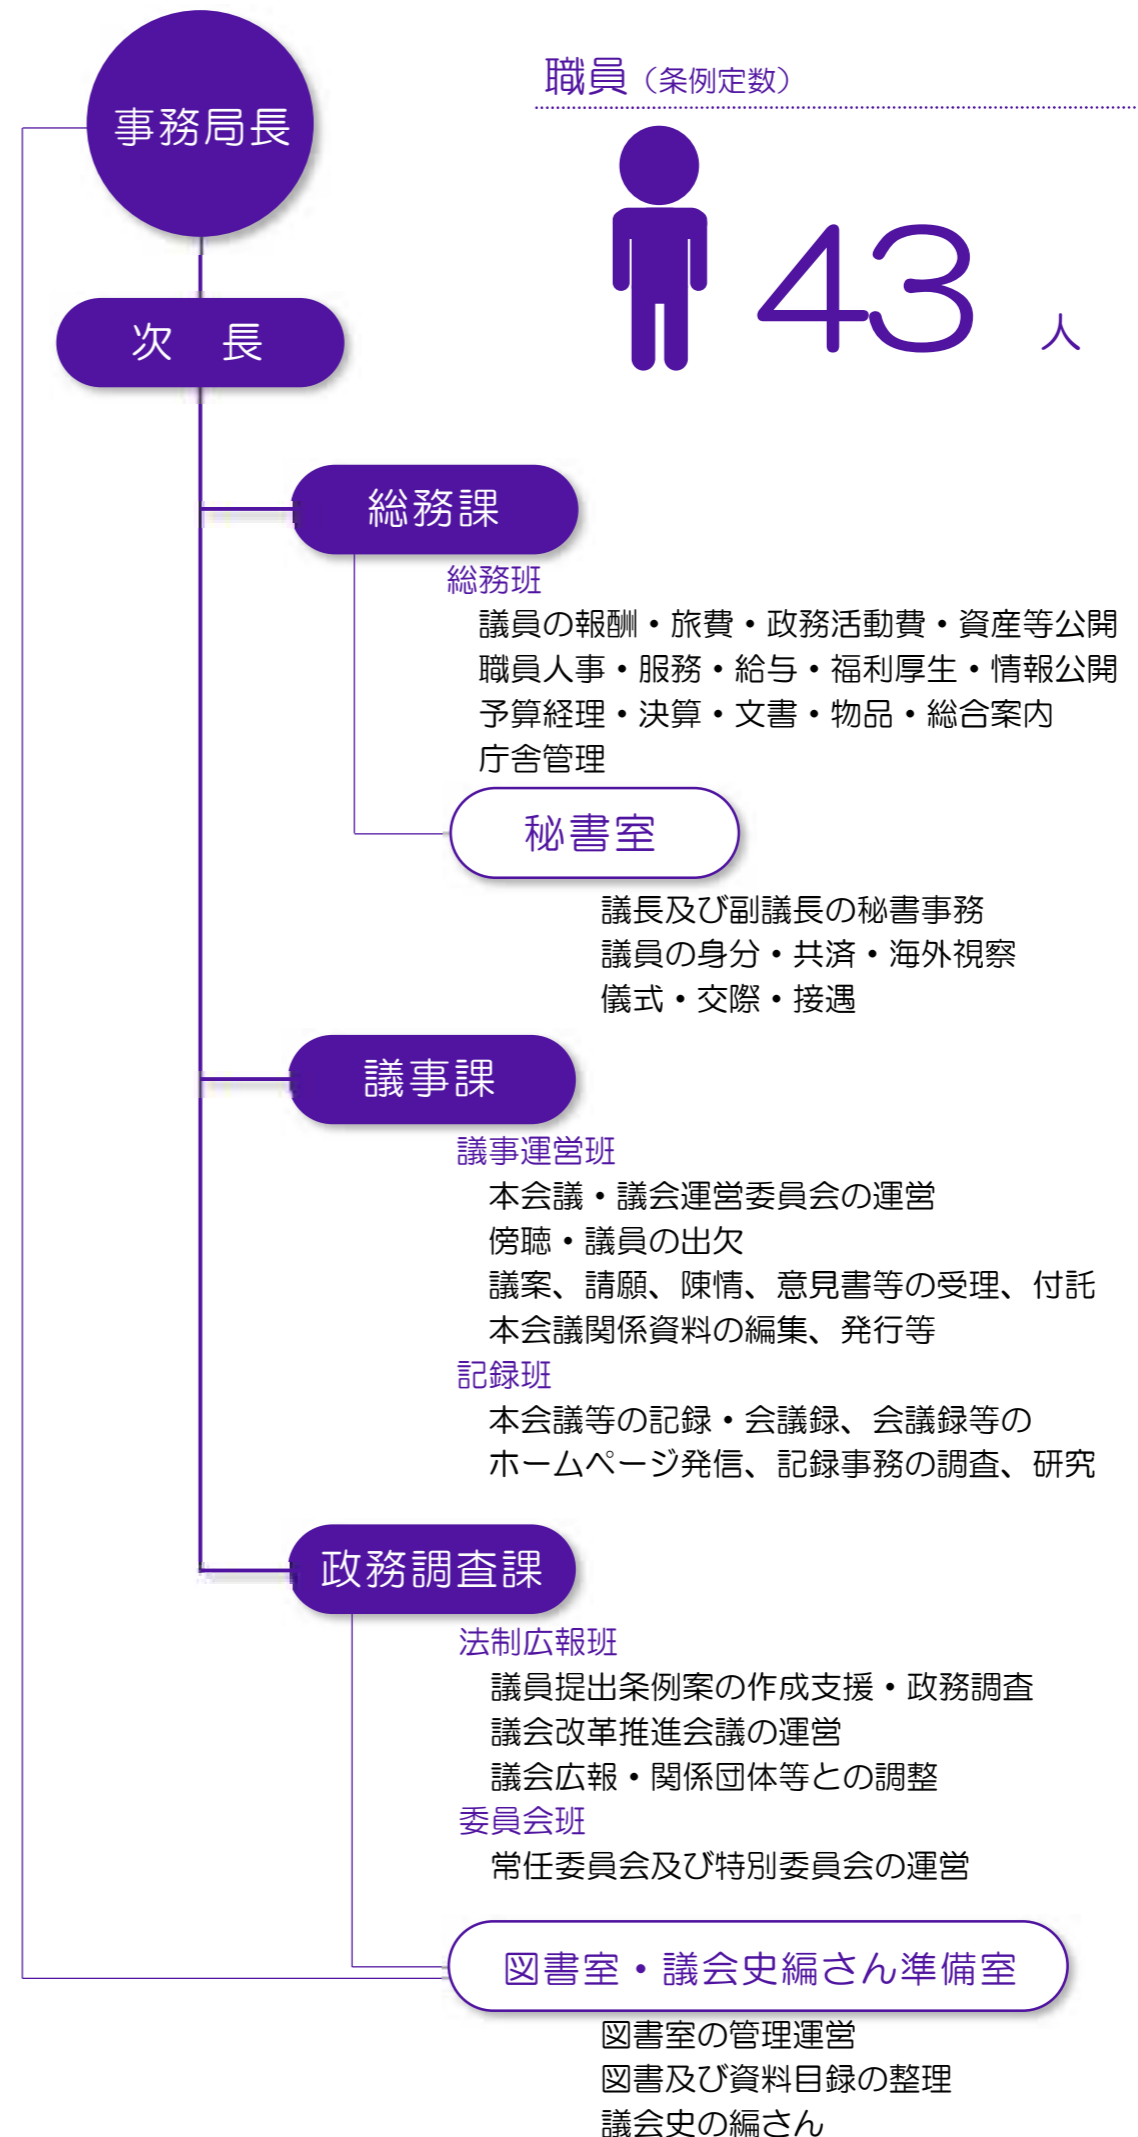 事務局長
職員（条例定数）
43人
次　長
総務課
総務班
議員の報酬・旅費・政務活動費・資産等公開
職員人事・服務・給与・福利厚生・情報公開
予算経理・決算・文書・物品・総合案内
庁舎管理
秘書室
議長及び副議長の秘書事務
議員の身分・共済・海外視察
儀式・交際・接遇
議事課
議事運営班
本会議・議会運営委員会の運営
傍聴・議員の出欠
議案、請願、陳情、意見書等の受理、付託
本会議関係資料の編集、発行等
記録班
本会議等の記録・会議録、会議録等の
ホームページ発信、記録事務の調査、研究
政務調査課
法制広報班
議員提出条例案の作成支援・政務調査
議会改革推進会議の運営
議会広報・関係団体等との調整
委員会班
常任委員会及び特別委員会の運営
図書室・議会史編さん準備室
図書室の管理運営
図書及び資料目録の整理
議会史の編さん